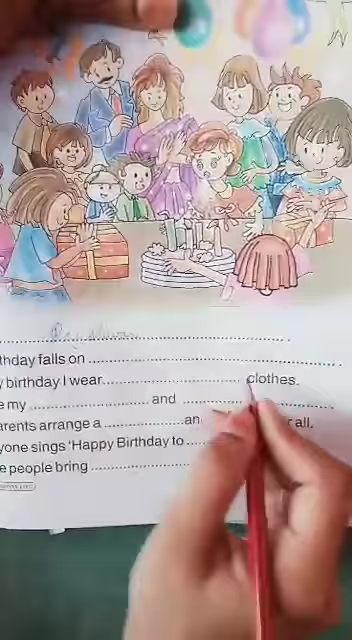 thday falls on ............................................
birthday I wear.................................... clothes.
my ............................... and ....................................
arents arrange a ..................... an r all.
yone sings 'Happy Birthday to .....
e people bring ..........................